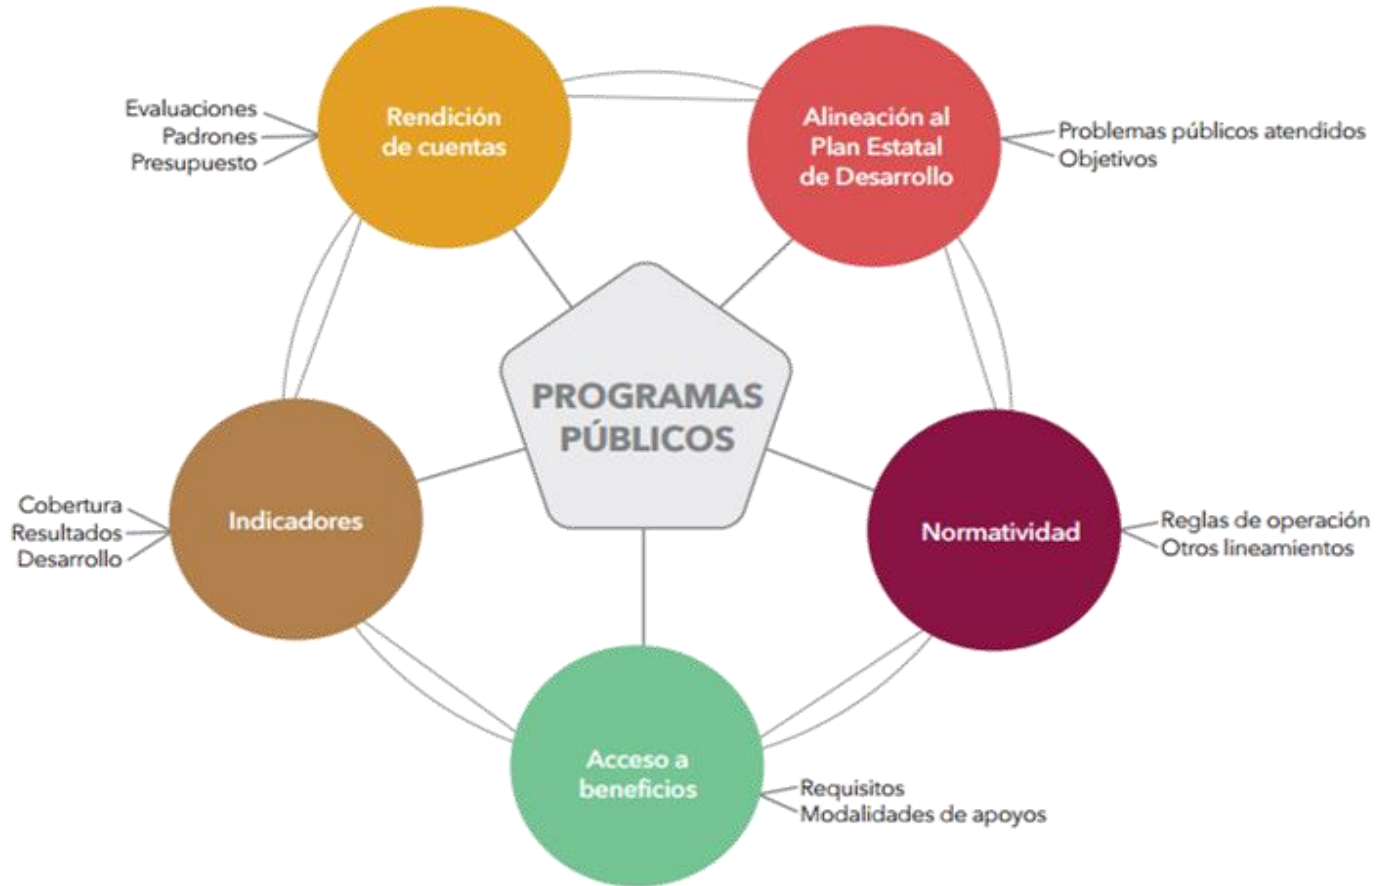 Rendición
de cuentas
Evaluaciones
Padrones
Presupuesto
Alineación al
Plan Estatal
de Desarrollo
Problemas públicos atendidos
Objetivos
PROGRAMAS
PÚBLICOS
Indicadores
Cobertura
Resultados
Desarrollo
Normatividad
Reglas de operación
Otros lineamientos
Acceso a
beneficios
Requisitos
Modalidades de apoyos